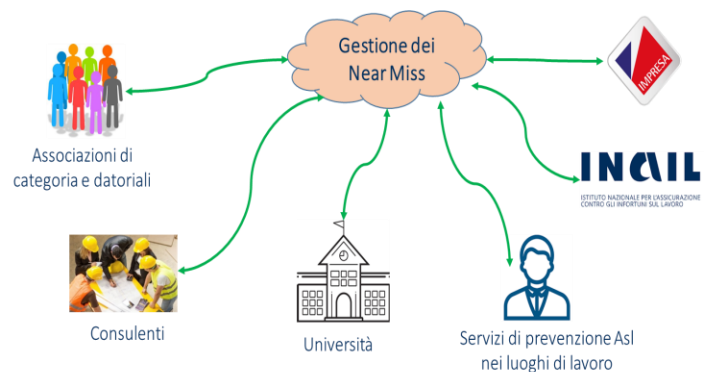 Gestione dei
Near Miss
IMPRESA
Associazioni di
categoria e datoriali
INAIL
ISTITUTO NAZIONALE PER L'ASSICURAZIONE
CONTRO GLI INFORTUNI SUL LAVORO
Consulenti
Università
Servizi di prevenzione Asl
nei luoghi di lavoro